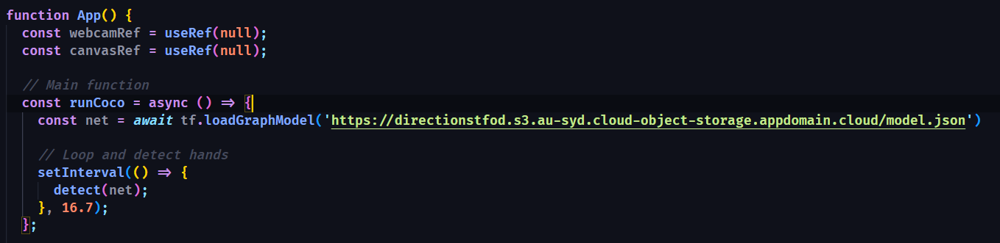 function App() {
const webcamRef = useRef(null);
const canvasRef = useRef(null);
// Main function
const runCoco = async () => {
const net = await tf.loadGraphModel('https://directionstfod.s3.au-syd.cloud-object-storage.appdomain.cloud/model.json')
// Loop and detect hands
setInterval(() => {
detect(net);
}, 16.7);
};